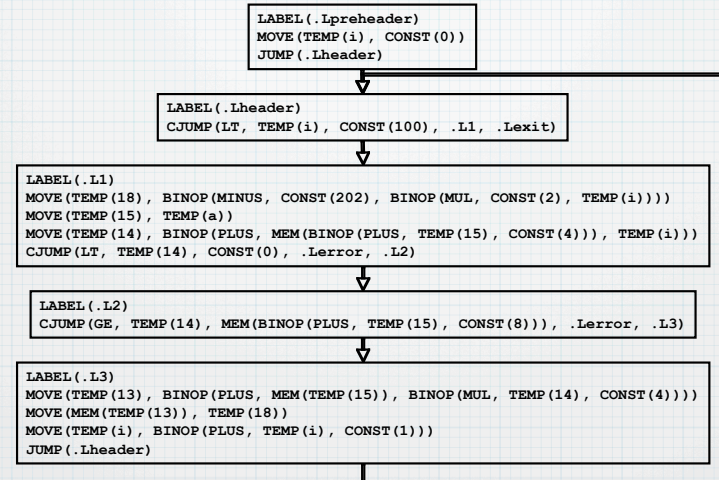 LABEL(.Lpreheader)
MOVE(TEMP(i), CONST(0))
JUMP(.Lheader)
LABEL(.Lheader)
CJUMP(LT, TEMP(i), CONST(100), .L1, .Lexit)
LABEL(.L1)
MOVE(TEMP(18), BINOP(MINUS, CONST(202), BINOP(MUL, CONST(2), TEMP(i))))
MOVE(TEMP(15), TEMP(a))
MOVE(TEMP(14), BINOP(PLUS, MEM(BINOP(PLUS, TEMP(15), CONST(4))), TEMP(i)))
CJUMP(LT, TEMP(14), CONST(0), .Lerror, .L2)
LABEL(.L2)
CJUMP(GE, TEMP(14), MEM(BINOP(PLUS, TEMP(15), CONST(8))), .Lerror, .L3)
LABEL(.L3)
MOVE(TEMP(13), BINOP(PLUS, MEM(TEMP(15)), BINOP(MUL, TEMP(14), CONST(4))))
MOVE(MEM(TEMP(13)), TEMP(18))
MOVE(TEMP(i), BINOP(PLUS, TEMP(i), CONST(1)))
JUMP(.Lheader)